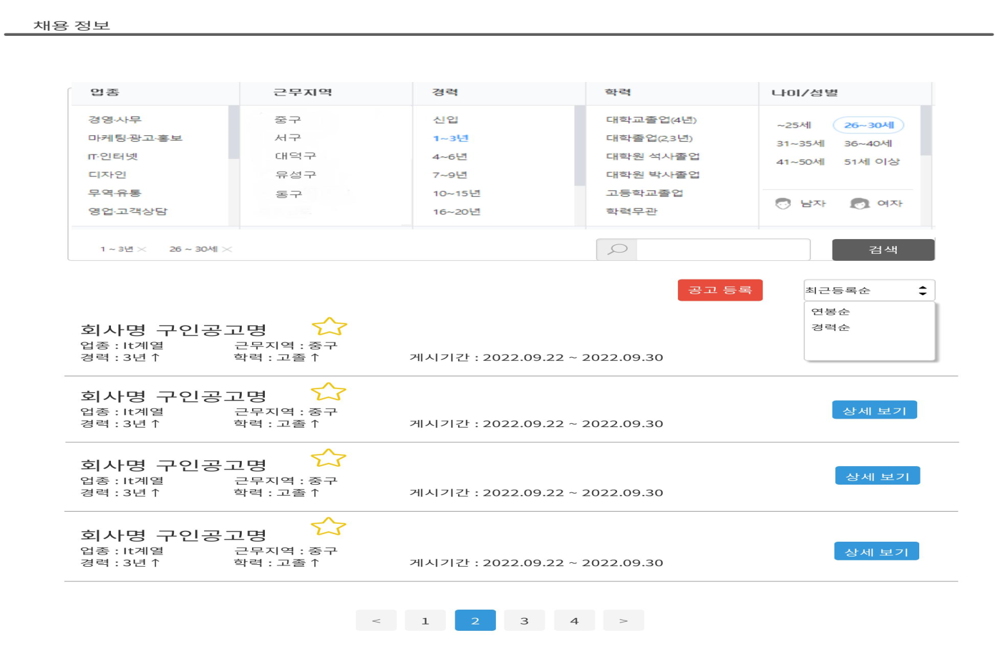 채용 정보
업종 근무지역 경력 학력 나이/성별
경영·사무 중구 신입 대학교졸업(4년) ~25세 26~30세
마케팅·광고·홍보 서구 1~3년 대학졸업(2,3년) 31~35세 36~40세
IT·인터넷 대덕구 4~6년 대학원 석사졸업 41~50세 51세 이상
디자인 유성구 7~9년 대학원 박사졸업
무역·유통 동구 10~15년 고등학교졸업 남자 여자
영업·고객상담 16~20년 학력무관
1 ~ 3년 26 ~ 30세 검색
공고 등록 최근등록순
연봉순
경력순
회사명 구인공고명
업종 : It계열 근무지역 : 중구
경력 : 3년↑ 학력 : 고졸↑ 게시기간 : 2022.09.22 ~ 2022.09.30
회사명 구인공고명
업종 : It계열 근무지역 : 중구 상세 보기
경력 : 3년↑ 학력 : 고졸↑ 게시기간 : 2022.09.22 ~ 2022.09.30
회사명 구인공고명
업종 : It계열 근무지역 : 중구 상세 보기
경력 : 3년↑ 학력 : 고졸↑ 게시기간 : 2022.09.22 ~ 2022.09.30
회사명 구인공고명
업종 : It계열 근무지역 : 중구 상세 보기
경력 : 3년↑ 학력 : 고졸↑ 게시기간 : 2022.09.22 ~ 2022.09.30
< 1 2 3 4 >